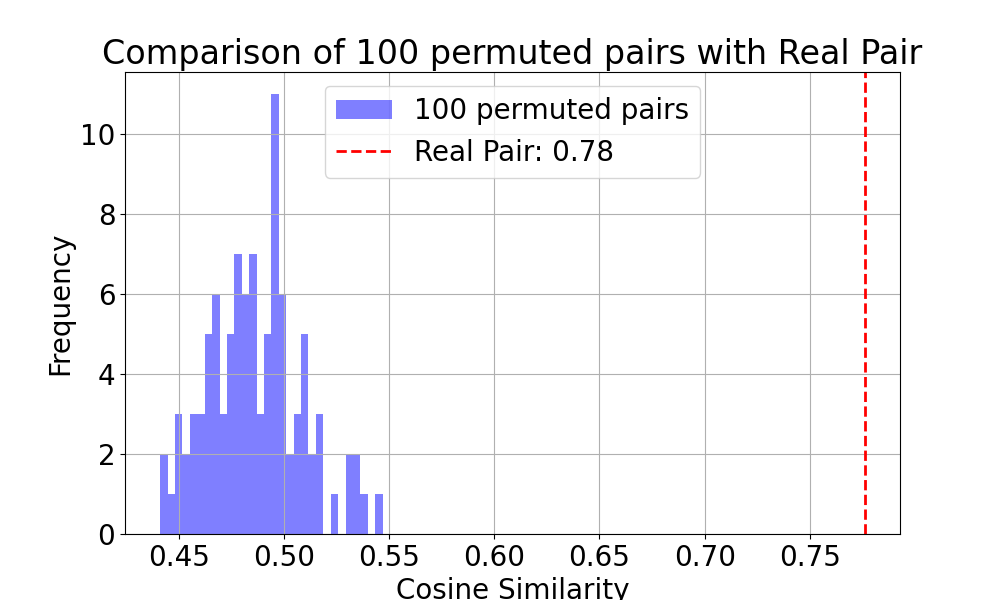 Comparison of 100 permuted pairs with Real Pair
100 permuted pairs
Real Pair: 0.78
Frequency
10
8
6
4
2
0
0.45 0.50 0.55 0.60 0.65 0.70 0.75
Cosine Similarity